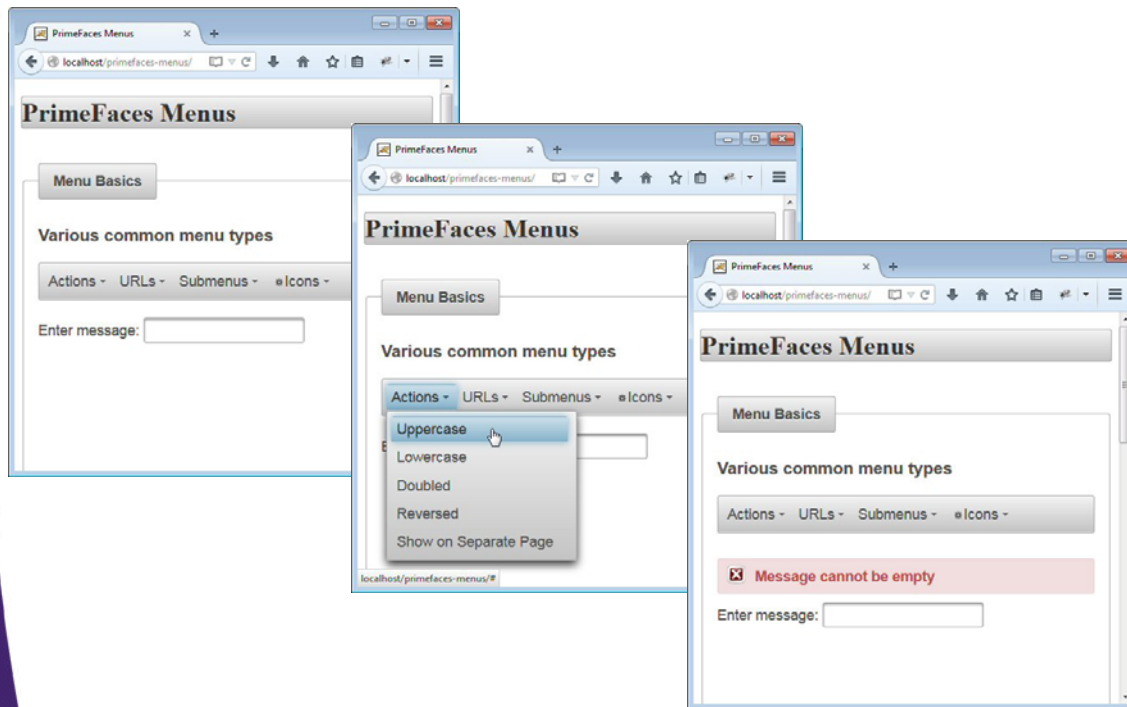 PrimeFaces Menus
localhost/primefaces-menus/
PrimeFaces Menus
Menu Basics
Various common menu types
Actions URLs Submenus Icons
Enter message:
PrimeFaces Menus
localhost/primefaces-menus/
PrimeFaces Menus
Menu Basics
Various common menu types
Actions URLs Submenus Icons
E
Uppercase
Lowercase
Doubled
Reversed
Show on Separate Page
localhost/primefaces-menus/#
PrimeFaces Menus
localhost/primefaces-menus/
PrimeFaces Menus
Menu Basics
Various common menu types
Actions URLs Submenus Icons
Message cannot be empty
Enter message: